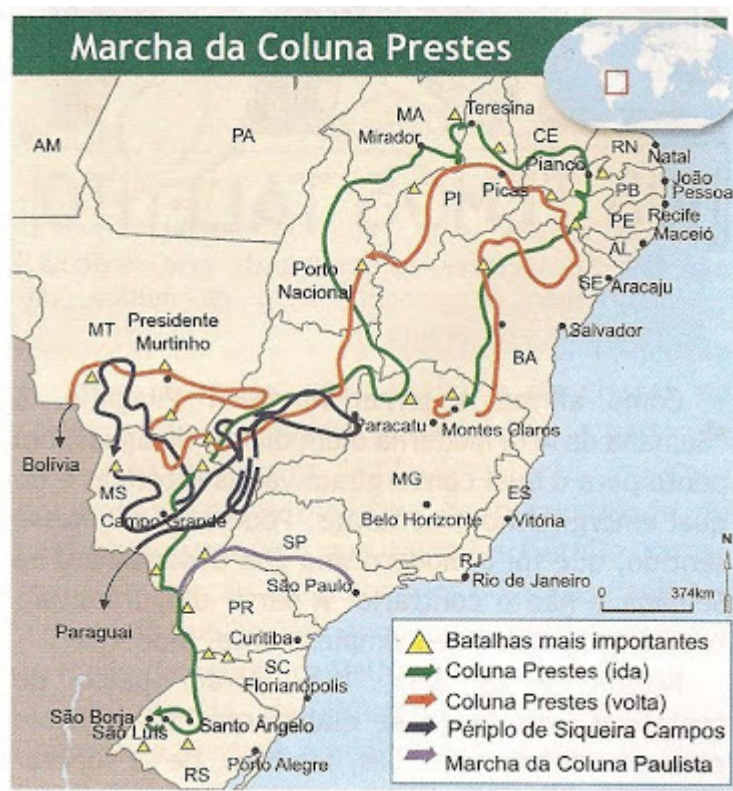 Marcha da Coluna Prestes
AM
PA
MA
Teresina
Mirador
CE
Piancó
RN
Natal
PI
Picas
PB
João
Pessoa
PE
Recife
AL
Maceió
Porto
Nacional
SE
Aracaju
MT
Presidente
Murtinho
BA
Salvador
Bolívia
Paracatu
Montes Claros
MS
Campo Grande
MG
ES
Belo Horizonte
Vitória
SP
RJ
Rio de Janeiro
São Paulo
N
0 374km
Paraguai
PR
Curitiba
SC
Florianópolis
São Borja
São Luís
Santo Ângelo
RS
Porto Alegre
Batalhas mais importantes
Coluna Prestes (ida)
Coluna Prestes (volta)
Périplo de Siqueira Campos
Marcha da Coluna Paulista